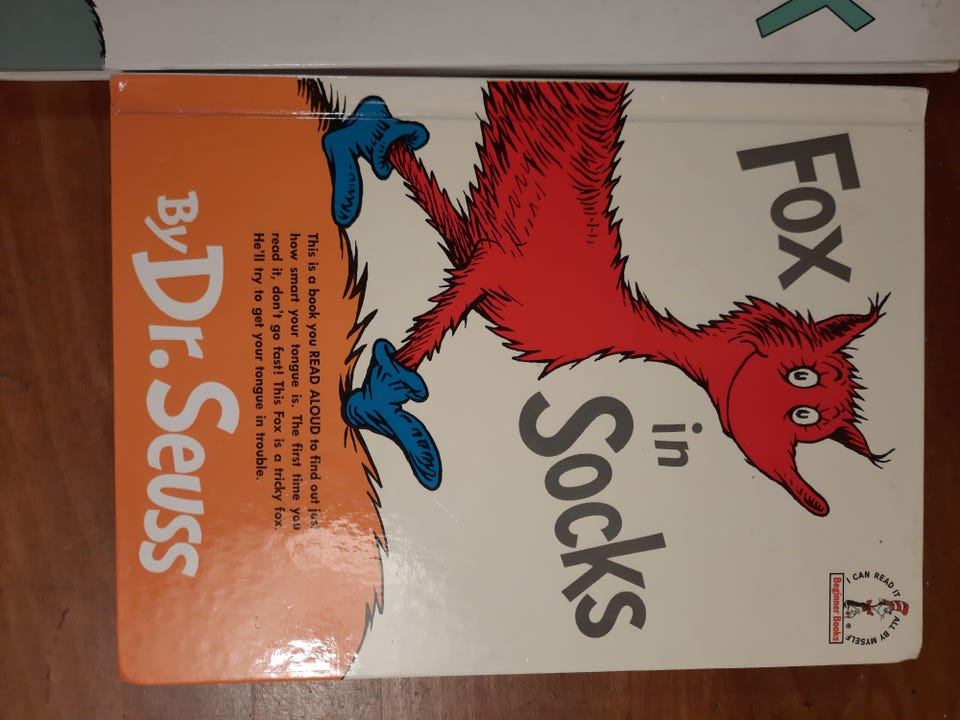 Fox
in
Socks
This is a book you READ ALOUD to find out just
how smart your tongue is. The first time you
read it, don't go fast! This Fox is a tricky fox.
He'll try to get your tongue in trouble.
By Dr. Seuss
I CAN READ IT ALL BY MYSELF
Beginner Books
®